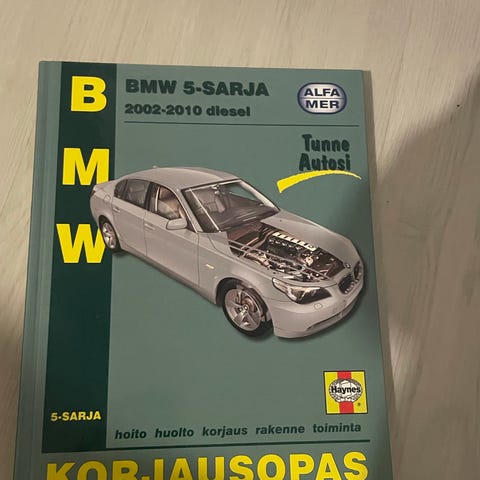 BMW
BMW 5-SARJA
2002-2010 diesel
ALFA
MER
Tunne
Autosi
Haynes
5-SARJA
hoito huolto korjaus rakenne toiminta
KORJAUSOPAS